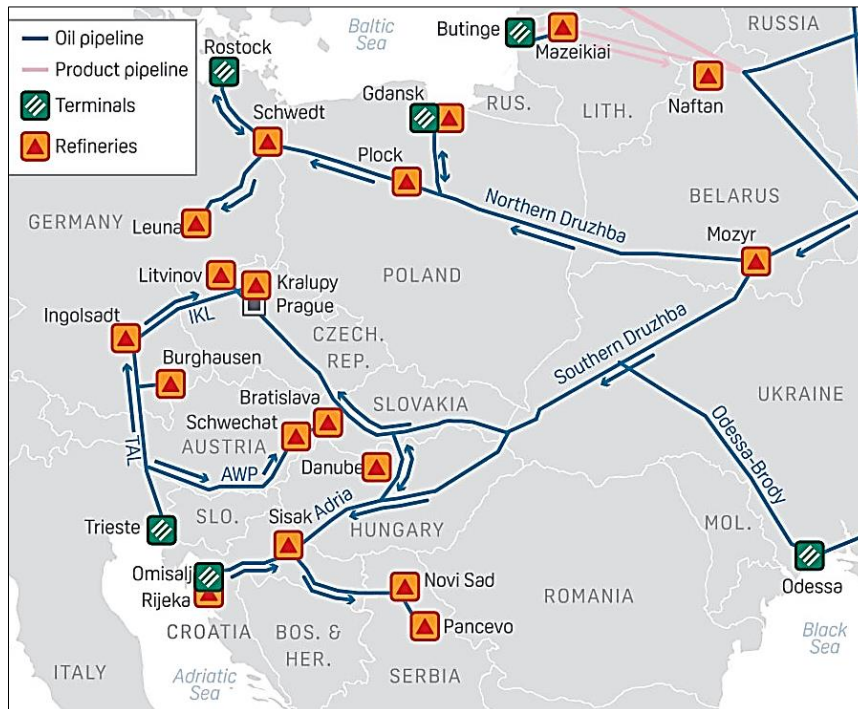 Oil pipeline
Product pipeline
Terminals
Refineries
Baltic
Sea
Butinge
Mazeikiai
RUSSIA
Rostock
Gdansk
RUS.
LITH.
Naftan
Schwedt
Plock
BELARUS
Northern Druzhba
Mozyr
GERMANY
Leuna
Litvinov
Kralupy
Prague
POLAND
IKL
Ingolsadt
CZECH.
REP.
Southern Druzhba
Burghausen
Bratislava
SLOVAKIA
UKRAINE
Schwechat
AUSTRIA
TAL
AWP
Danube
Odessa-Brody
Trieste
SLO.
Sisak
Adria
HUNGARY
MOL.
Omisalj
Rijeka
Novi Sad
Odessa
ROMANIA
CROATIA
BOS. &
HER.
Pancevo
Black
Sea
ITALY
Adriatic
Sea
SERBIA